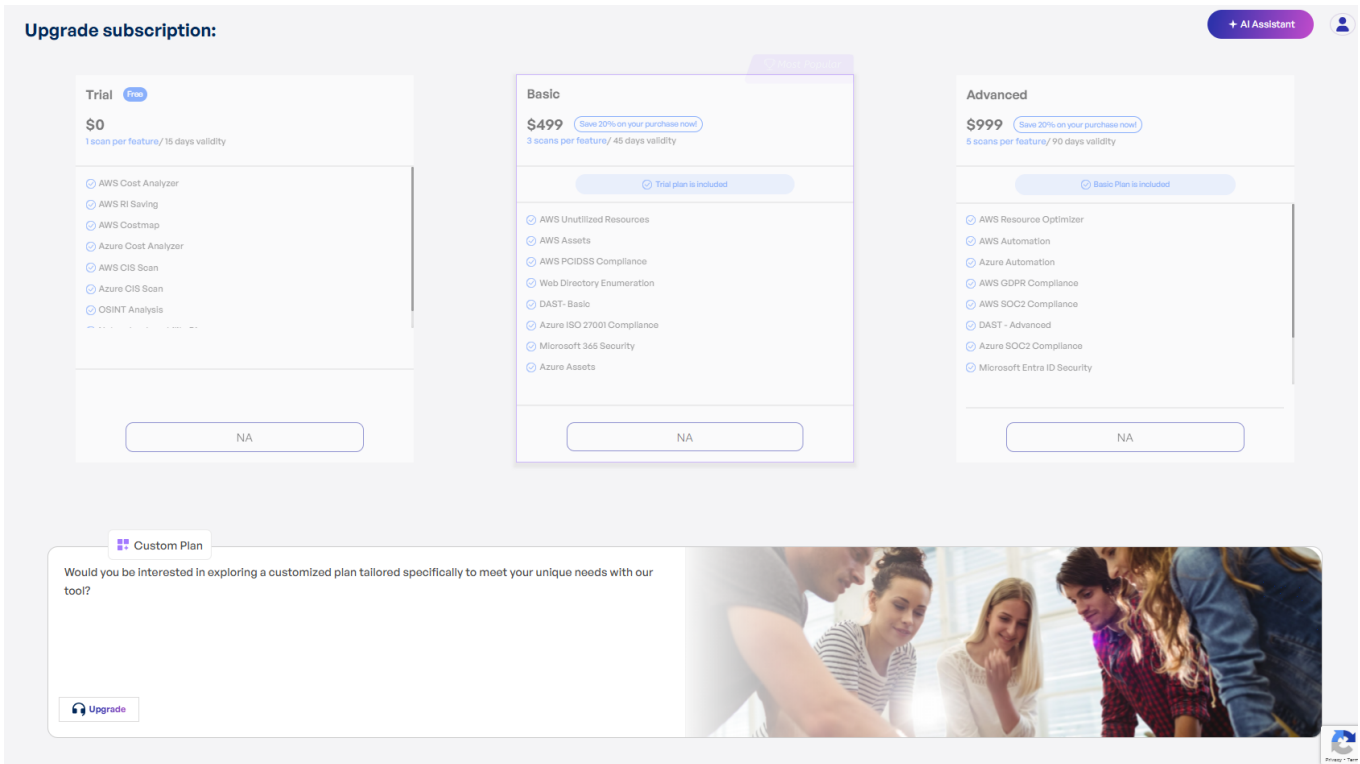 Upgrade subscription:
+ AI Assistant
Trial Free
$0
1 scan per feature/ 15 days validity
AWS Cost Analyzer
AWS RI Saving
AWS Costmap
Azure Cost Analyzer
AWS CIS Scan
Azure CIS Scan
OSINT Analysis
NA
Most Popular
Basic
$499 Save 20% on your purchase now!
3 scans per feature/ 45 days validity
Trial plan is included
AWS Unutilized Resources
AWS Assets
AWS PCIDSS Compliance
Web Directory Enumeration
DAST- Basic
Azure ISO 27001 Compliance
Microsoft 365 Security
Azure Assets
NA
Advanced
$999 Save 20% on your purchase now!
5 scans per feature/ 90 days validity
Basic Plan is included
AWS Resource Optimizer
AWS Automation
Azure Automation
AWS GDPR Compliance
AWS SOC2 Compliance
DAST - Advanced
Azure SOC2 Compliance
Microsoft Entra ID Security
NA
Custom Plan
Would you be interested in exploring a customized plan tailored specifically to meet your unique needs with our
tool?
Upgrade
Privacy - Term